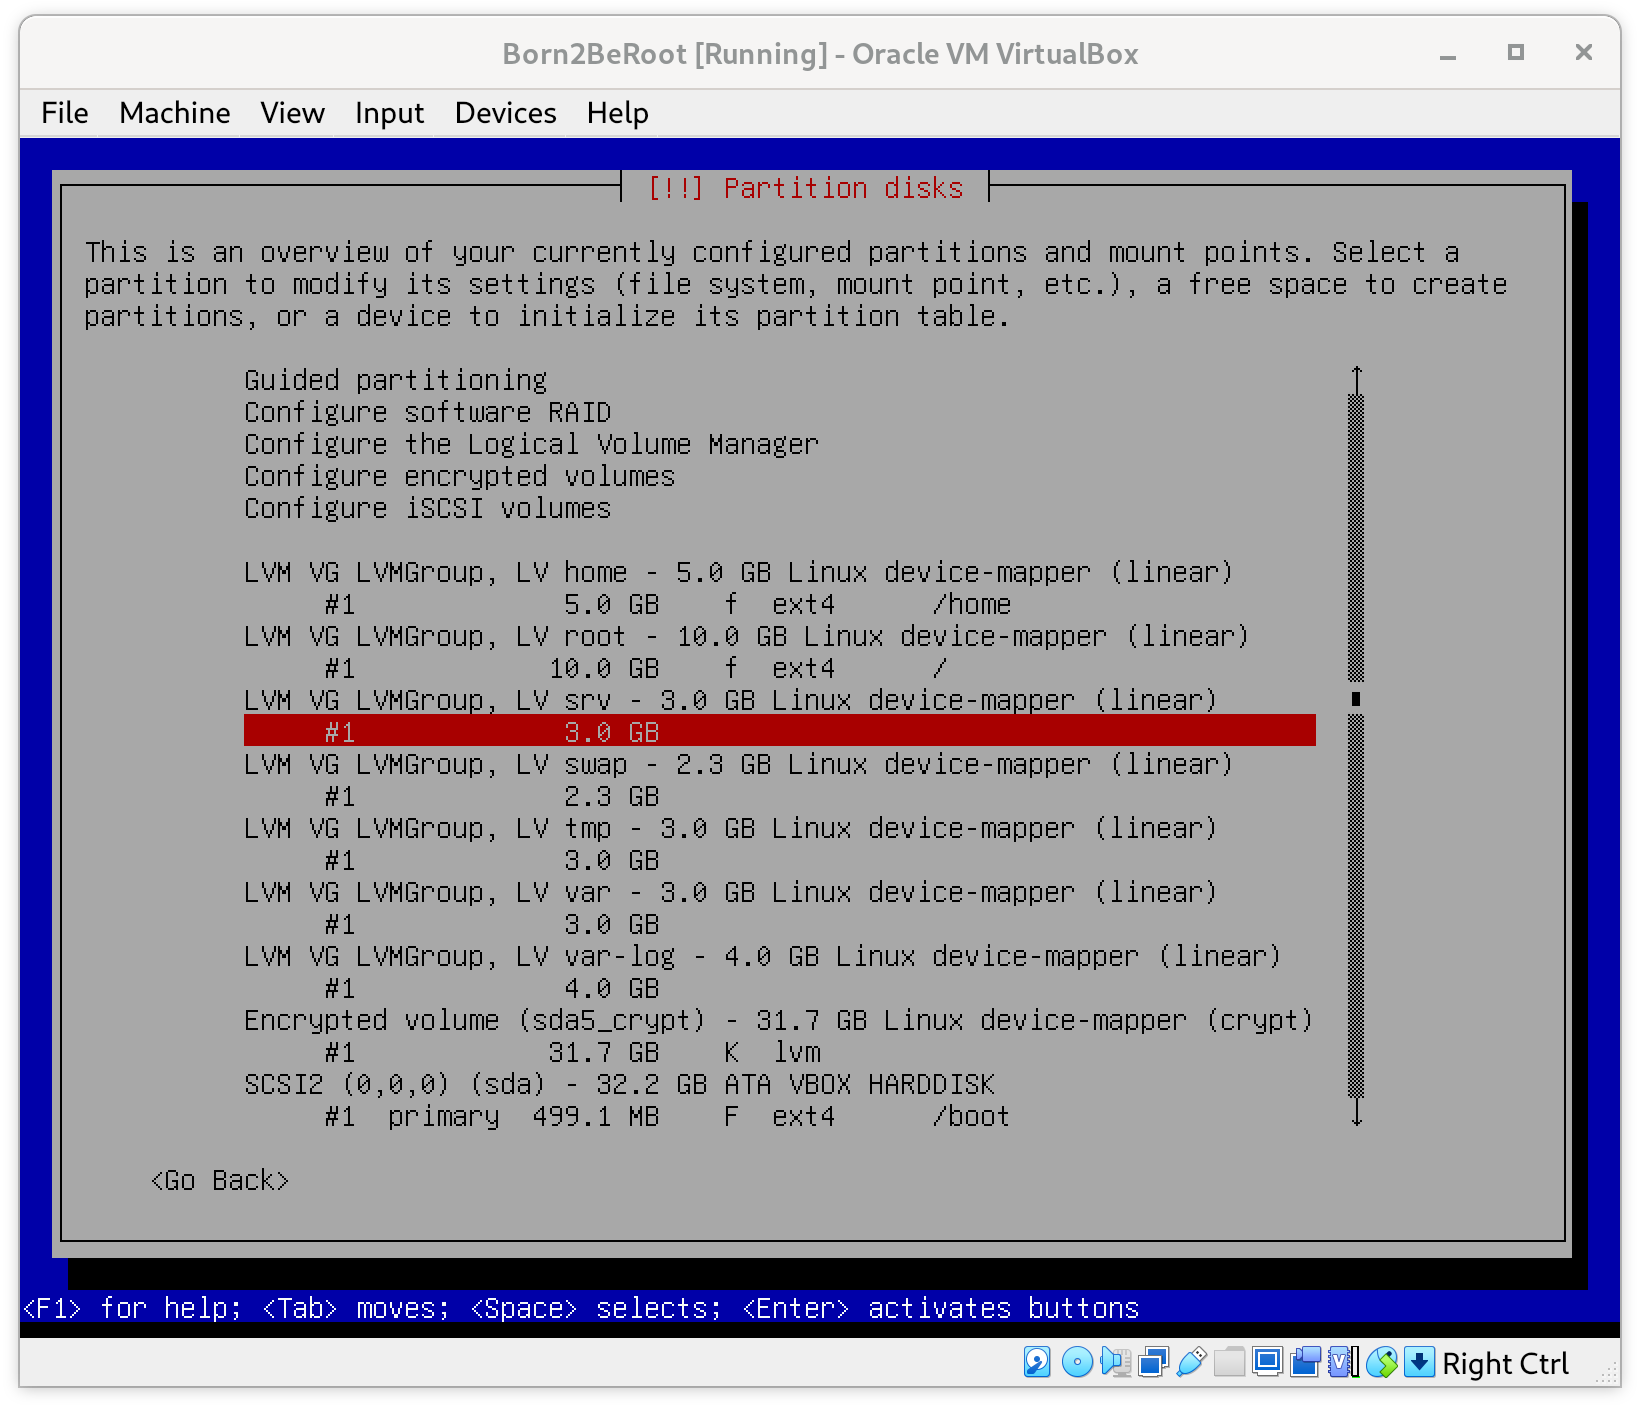 Born2BeRoot [Running] - Oracle VM VirtualBox
File Machine View Input Devices Help
[!!] Partition disks
This is an overview of your currently configured partitions and mount points. Select a
partition to modify its settings (file system, mount point, etc.), a free space to create
partitions, or a device to initialize its partition table.
Guided partitioning
Configure software RAID
Configure the Logical Volume Manager
Configure encrypted volumes
Configure iSCSI volumes
LVM VG LVMGroup, LV home - 5.0 GB Linux device-mapper (linear)
#1 5.0 GB f ext4 /home
LVM VG LVMGroup, LV root - 10.0 GB Linux device-mapper (linear)
#1 10.0 GB f ext4 /
LVM VG LVMGroup, LV srv - 3.0 GB Linux device-mapper (linear)
#1 3.0 GB
LVM VG LVMGroup, LV swap - 2.3 GB Linux device-mapper (linear)
#1 2.3 GB
LVM VG LVMGroup, LV tmp - 3.0 GB Linux device-mapper (linear)
#1 3.0 GB
LVM VG LVMGroup, LV var - 3.0 GB Linux device-mapper (linear)
#1 3.0 GB
LVM VG LVMGroup, LV var-log - 4.0 GB Linux device-mapper (linear)
#1 4.0 GB
Encrypted volume (sda5_crypt) - 31.7 GB Linux device-mapper (crypt)
#1 31.7 GB K lvm
SCSI2 (0,0,0) (sda) - 32.2 GB ATA VBOX HARDDISK
#1 primary 499.1 MB F ext4 /boot
<Go Back>
<F1> for help; <Tab> moves; <Space> selects; <Enter> activates buttons
Right Ctrl